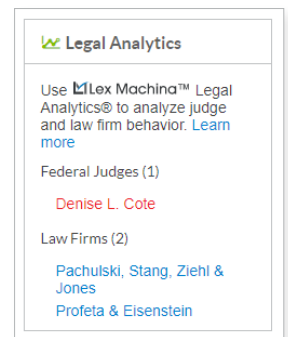 Legal Analytics
Use Lex Machina™ Legal
Analytics® to analyze judge
and law firm behavior. Learn
more
Federal Judges (1)
Denise L. Cote
Law Firms (2)
Pachulski, Stang, Ziehl &
Jones
Profeta & Eisenstein